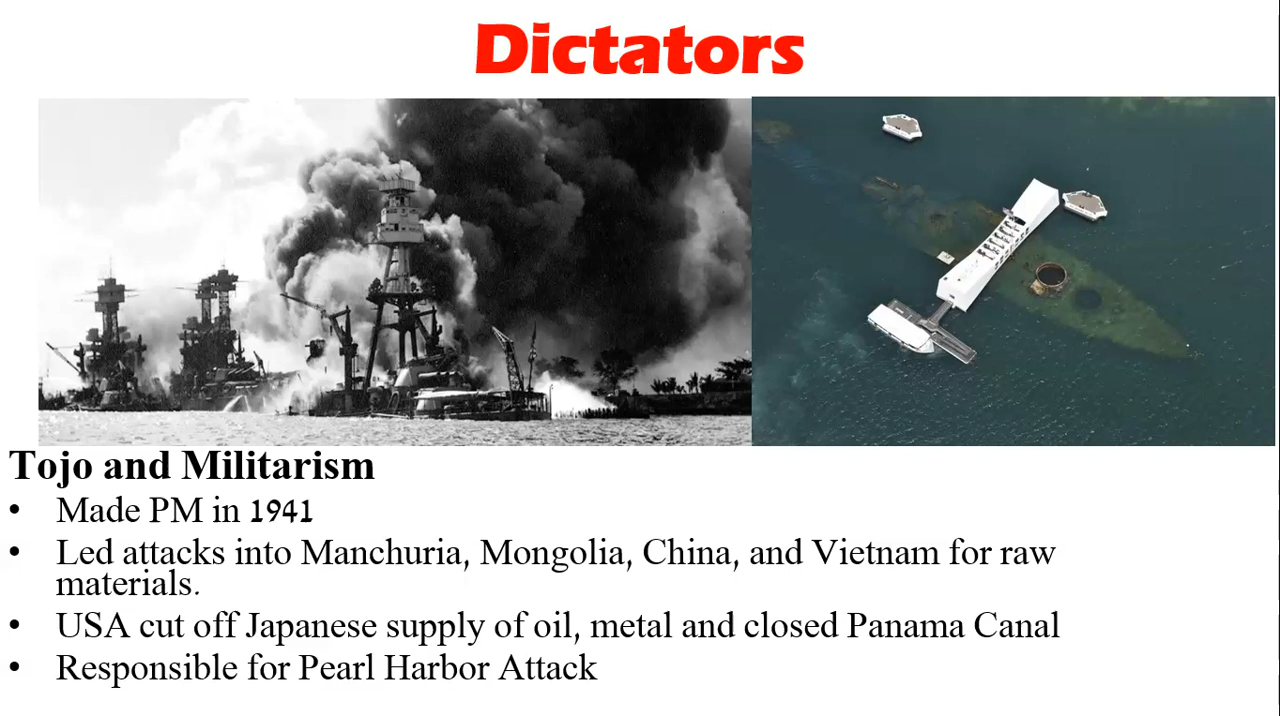 Dictators
Tojo and Militarism
• Made PM in 1941
• Led attacks into Manchuria, Mongolia, China, and Vietnam for raw
materials.
• USA cut off Japanese supply of oil, metal and closed Panama Canal
• Responsible for Pearl Harbor Attack